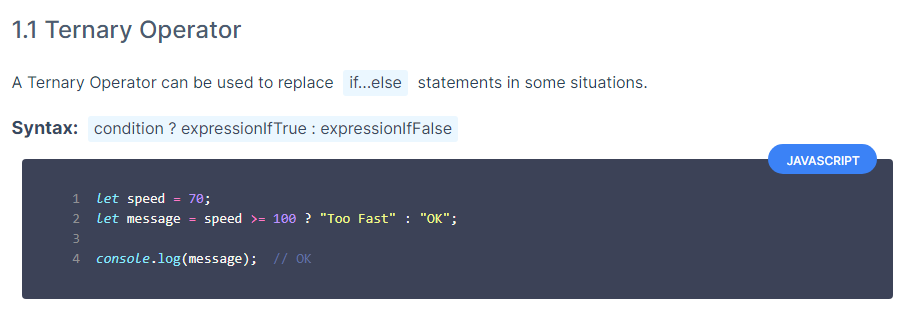 1.1 Ternary Operator
A Ternary Operator can be used to replace if...else statements in some situations.
Syntax: condition ? expressionIfTrue : expressionIfFalse
JAVASCRIPT
1 let speed = 70;
2 let message = speed >= 100 ? "Too Fast" : "OK";
3
4 console.log(message);  // OK